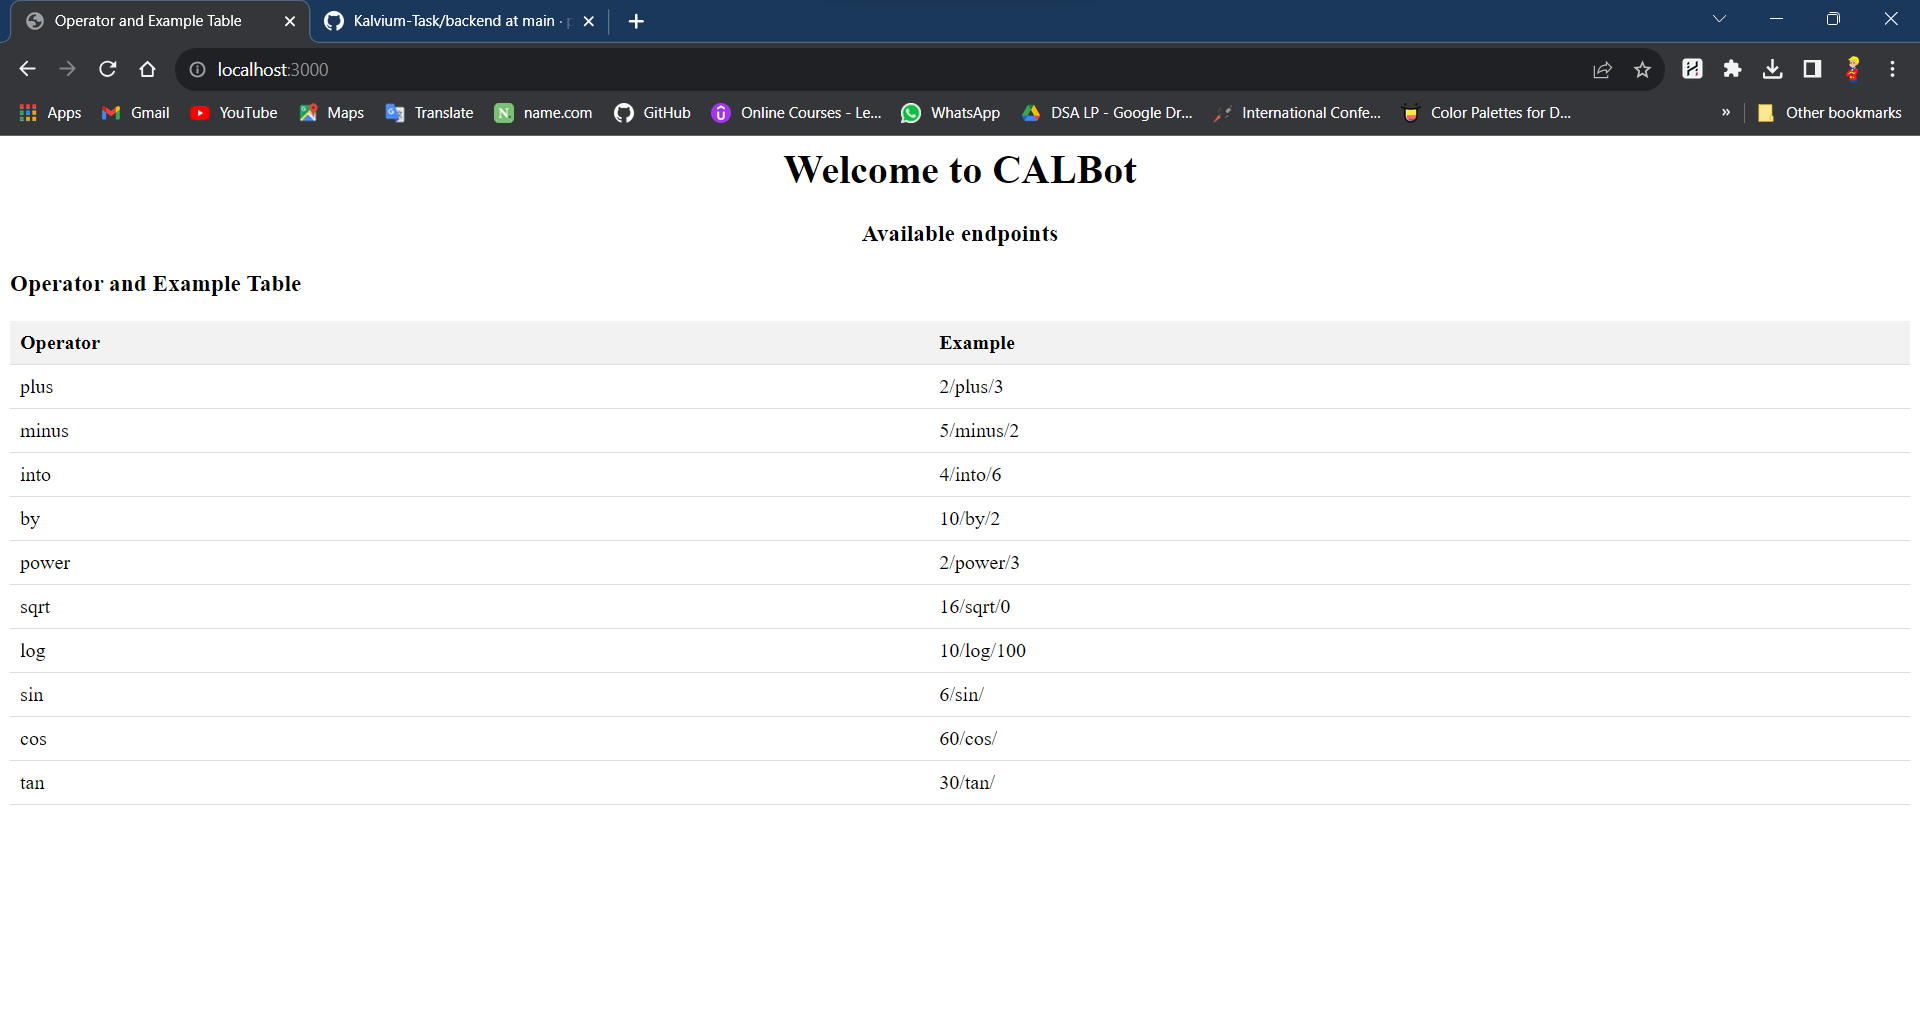 Operator and Example Table
Kalvium-Task/backend at main ·
localhost:3000
Apps Gmail YouTube Maps Translate name.com GitHub Online Courses - Le... WhatsApp DSA LP - Google Dr... International Confe... Color Palettes for D... » Other bookmarks
Welcome to CALBot
Available endpoints
Operator and Example Table
Operator Example
plus 2/plus/3
minus 5/minus/2
into 4/into/6
by 10/by/2
power 2/power/3
sqrt 16/sqrt/0
log 10/log/100
sin 6/sin/
cos 60/cos/
tan 30/tan/